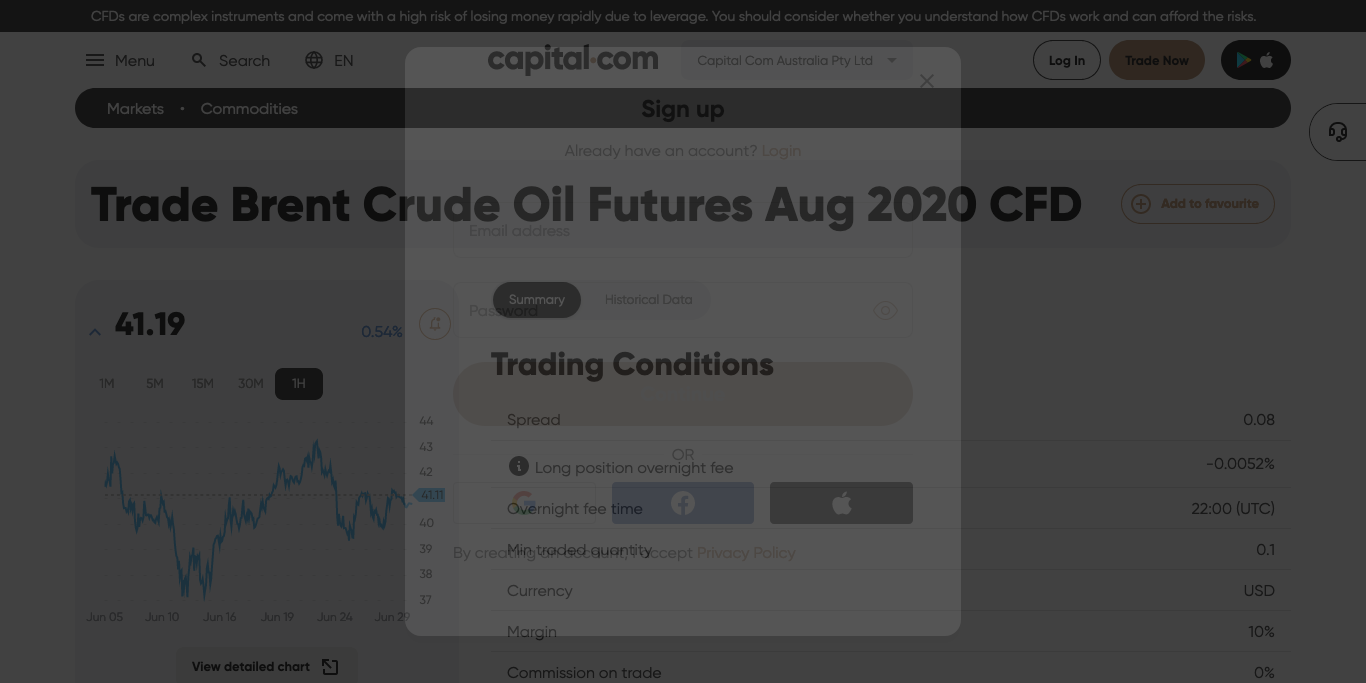 CFDs are complex instruments and come with a high risk of losing money rapidly due to leverage. You should consider whether you understand how CFDs work and can afford the risks.
Menu
Search
EN
capital.com
Capital Com Australia Pty Ltd
Log In
Trade Now
Markets • Commodities
Sign up
Already have an account? Login
Trade Brent Crude Oil Futures Aug 2020 CFD
Add to favourite
Email address
Password
41.19
0.54%
1M 5M 15M 30M 1H
44
43
42
41.11
40
39
38
37
Jun 05 Jun 10 Jun 16 Jun 19 Jun 24 Jun 29
View detailed chart
Summary Historical Data
Trading Conditions
Spread 0.08
OR
Long position overnight fee -0.0052%
Overnight fee time 22:00 (UTC)
Min traded quantity 0.1
By creating an account, I accept Privacy Policy
Currency USD
Margin 10%
Commission on trade 0%